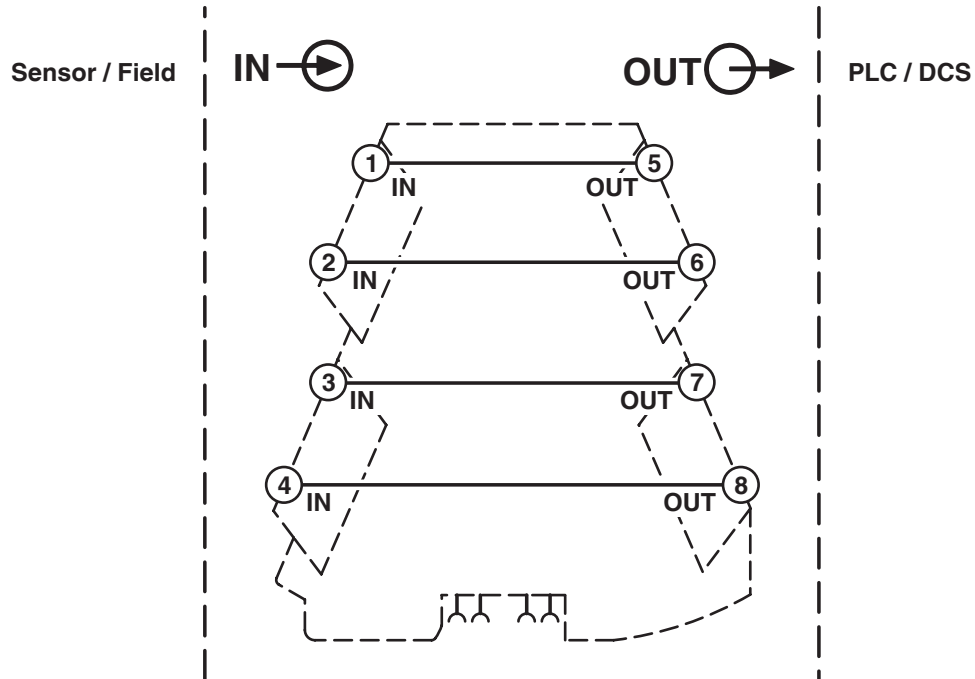 Sensor / Field
IN
OUT
PLC / DCS
1
5
IN
OUT
2
6
IN
OUT
3
7
IN
OUT
4
8
IN
OUT